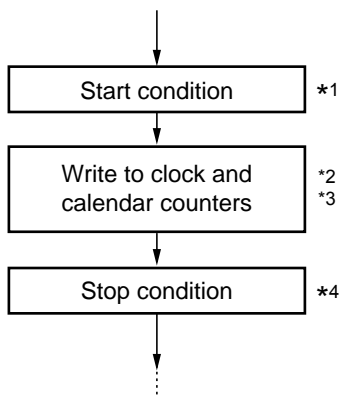 Start condition *1
Write to clock and *2
calendar counters *3
Stop condition *4